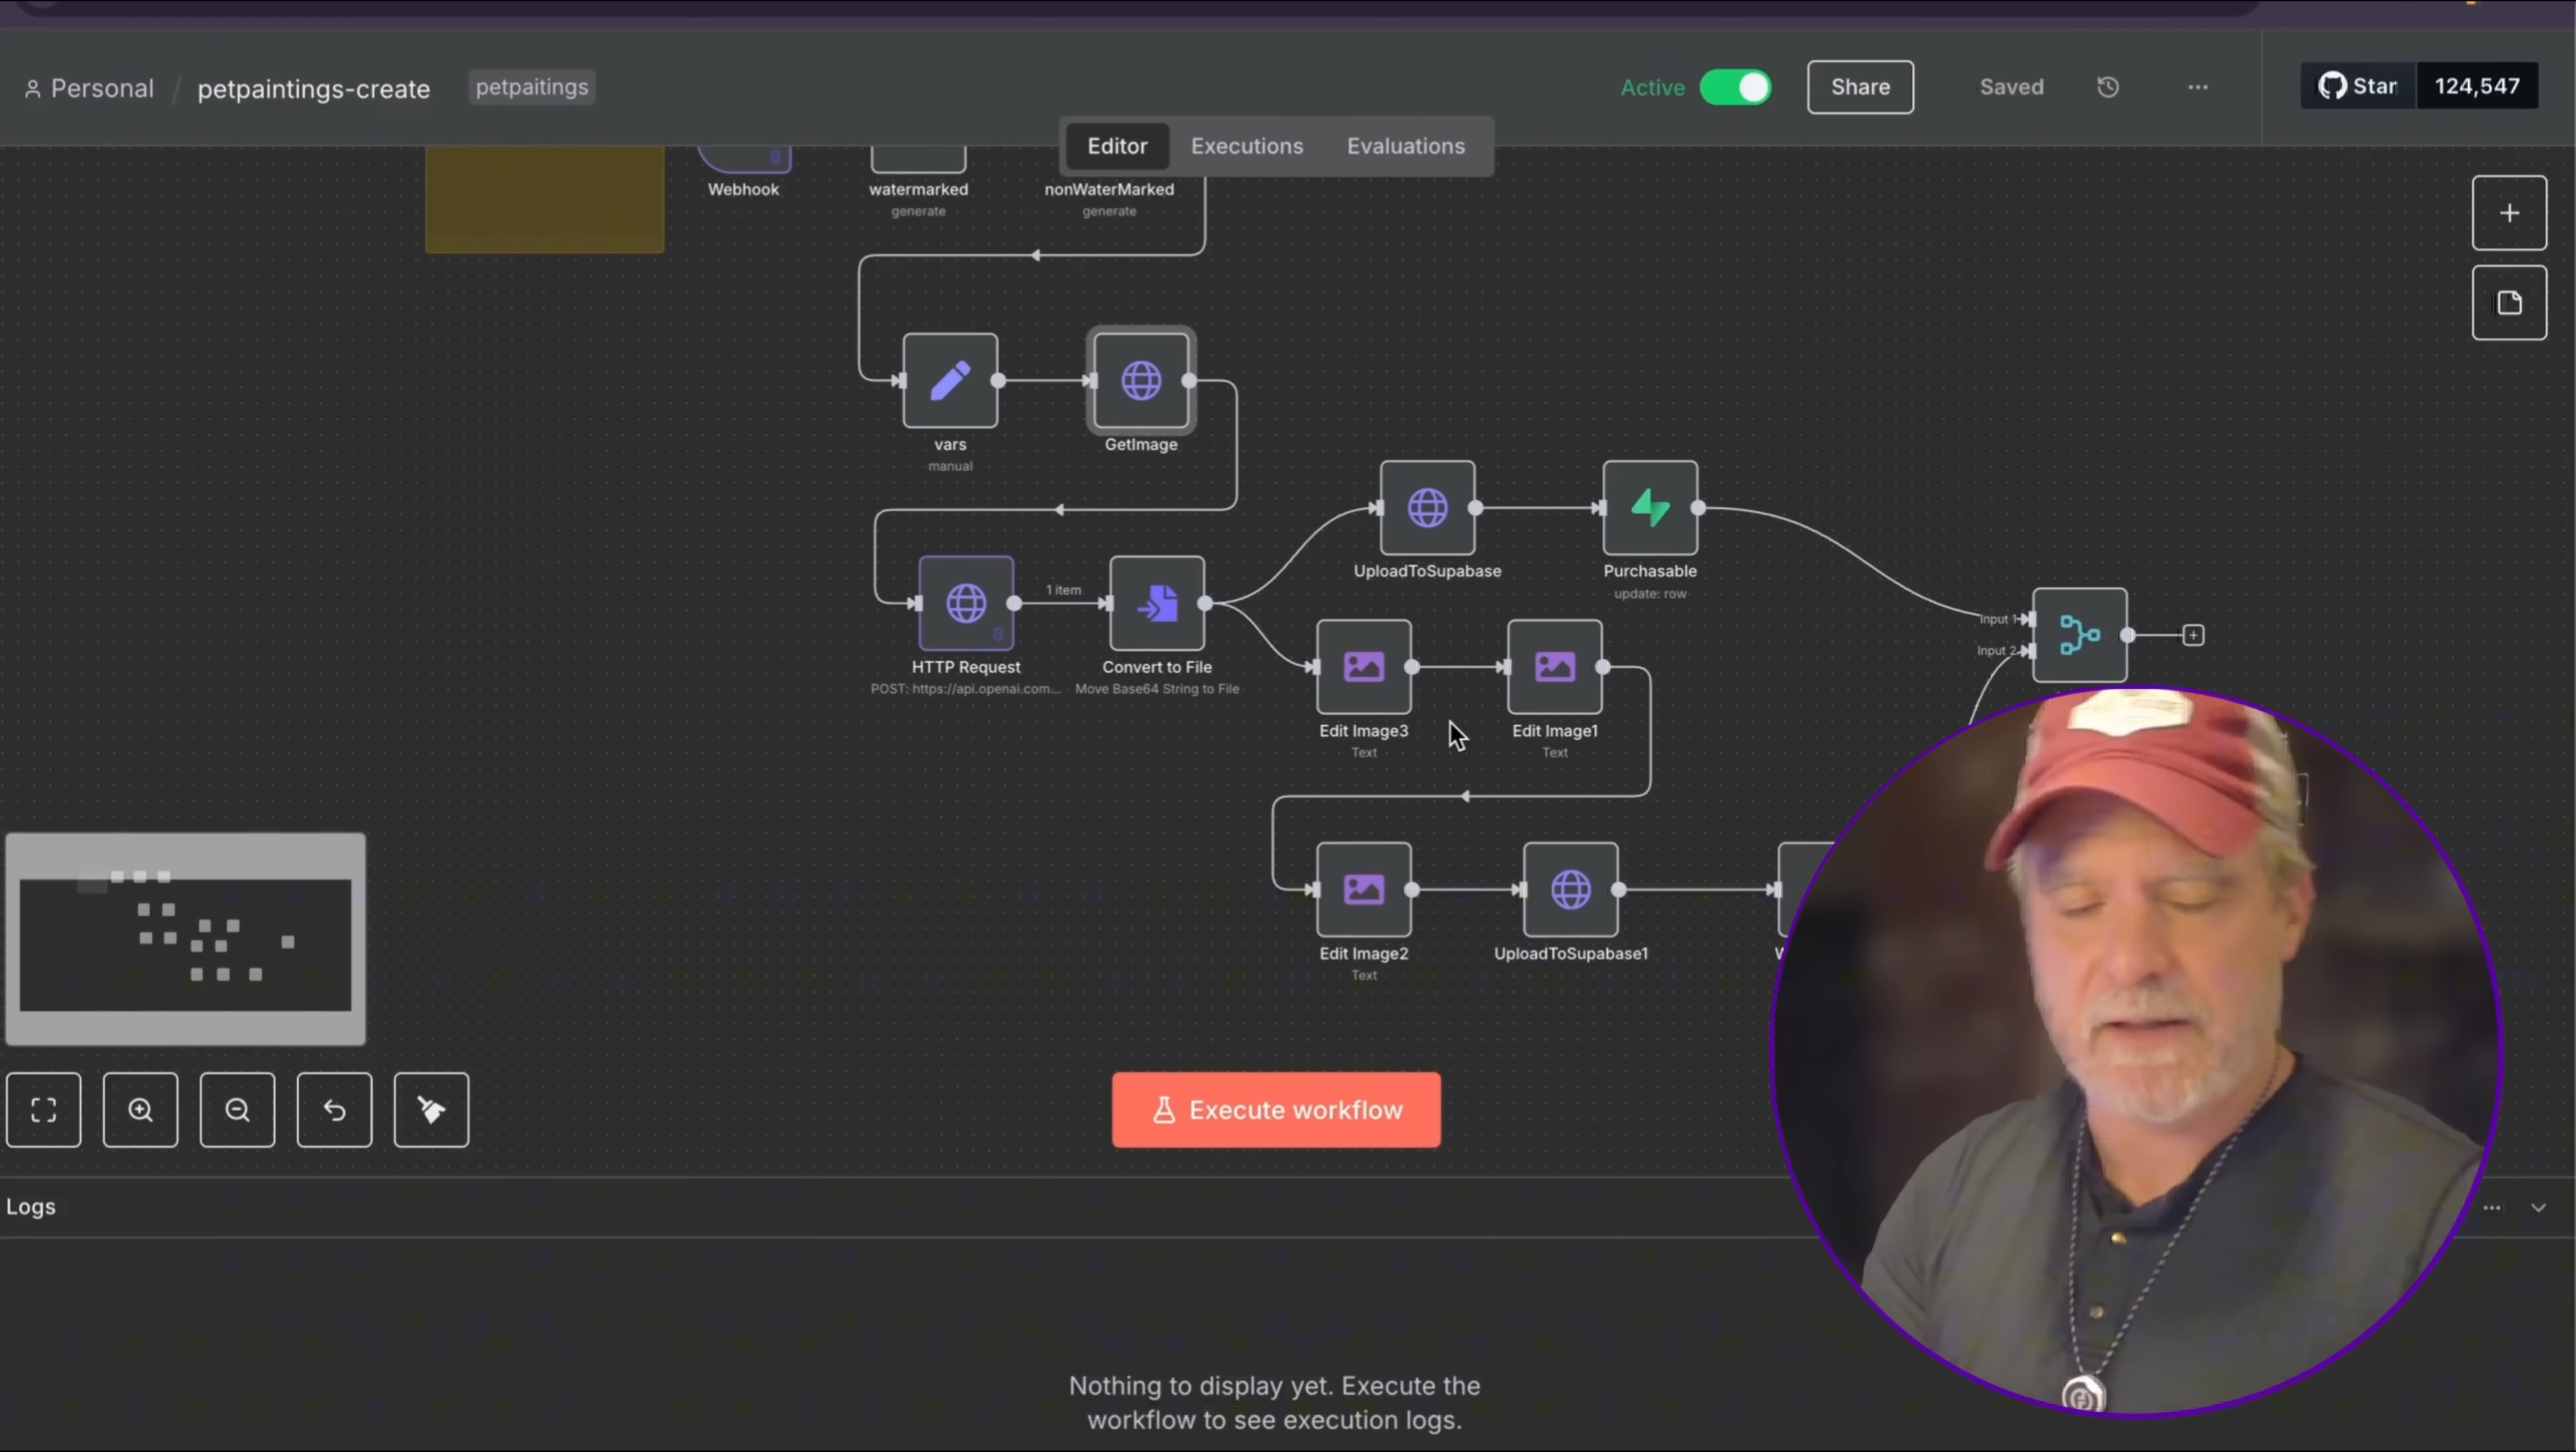 Personal / petpaintings-create petpaitings
Active Share Saved ... Star 124,547
Editor Executions Evaluations
Webhook watermarked nonWaterMarked
generate generate
vars GetImage
manual
UploadToSupabase Purchasable
update: row
1 item
Input 1
Input 2
HTTP Request Convert to File
POST: https://api.openai.com... Move Base64 String to File
Edit Image3 Edit Image1
Text Text
Edit Image2 UploadToSupabase1
Text
Execute workflow
Logs
Nothing to display yet. Execute the
workflow to see execution logs.